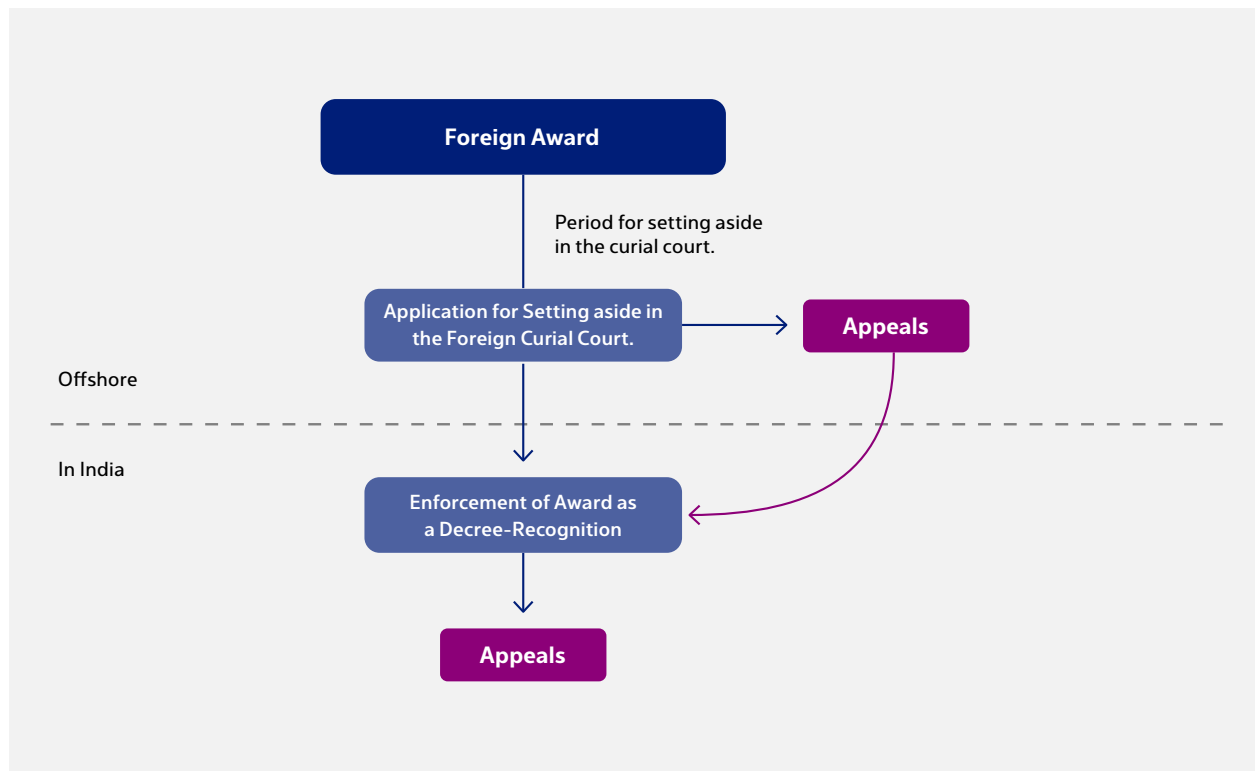 Foreign Award
Period for setting aside
in the curial court.
Application for Setting aside in
the Foreign Curial Court.
Appeals
Offshore
In India
Enforcement of Award as
a Decree-Recognition
Appeals